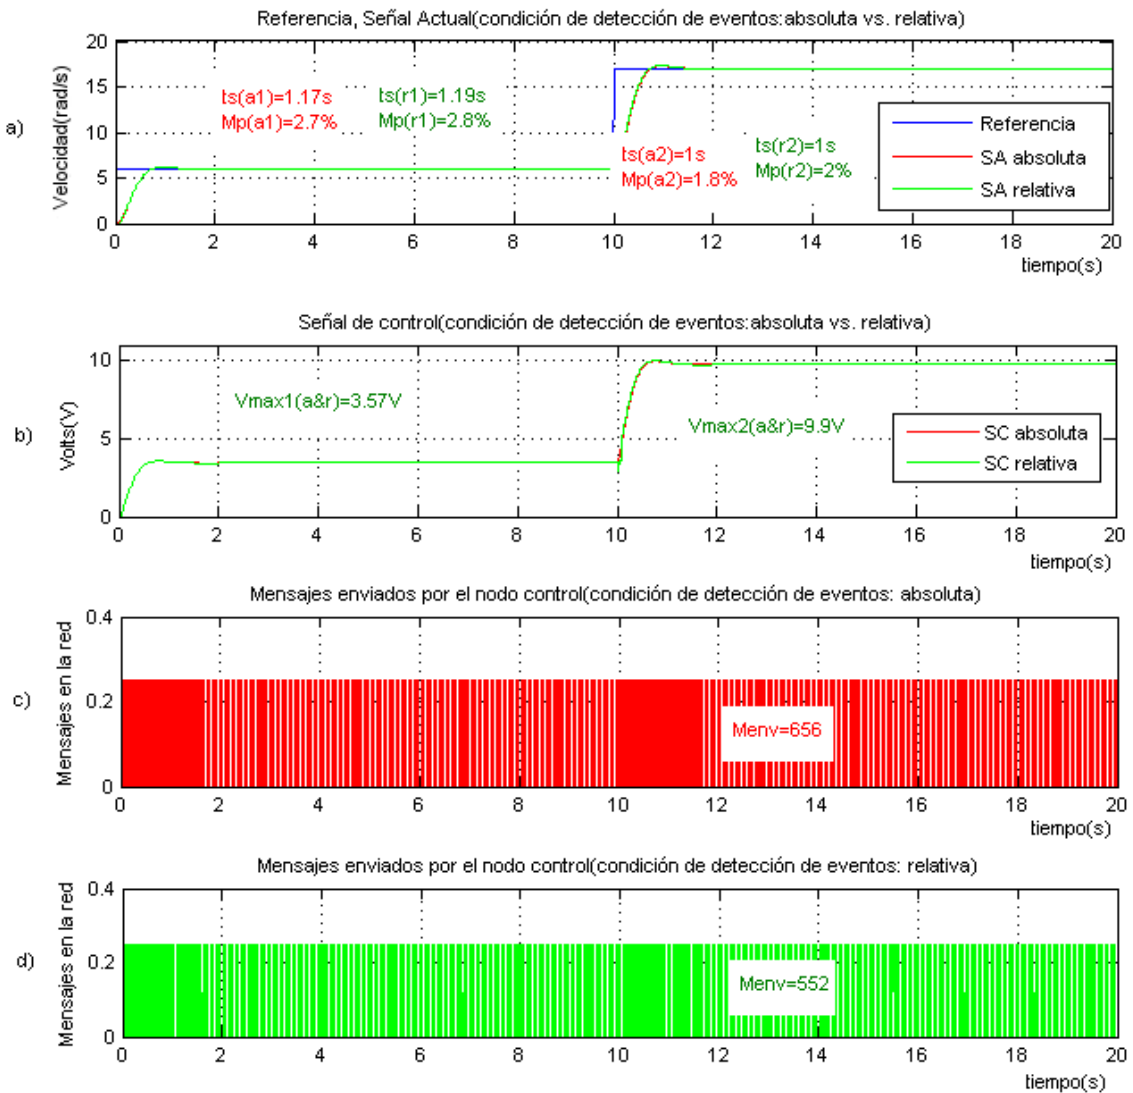 Referencia, Señal Actual(condición de detección de eventos:absoluta vs. relativa)
a)
Velocidad(rad/s)
20
15
10
5
0
ts(a1)=1.17s
Mp(a1)=2.7%
ts(r1)=1.19s
Mp(r1)=2.8%
ts(a2)=1s
Mp(a2)=1.8%
ts(r2)=1s
Mp(r2)=2%
Referencia
SA absoluta
SA relativa
0 2 4 6 8 10 12 14 16 18 20
tiempo(s)
Señal de control(condición de detección de eventos:absoluta vs. relativa)
b)
Volts(V)
10
5
0
Vmax1(a&r)=3.57V
Vmax2(a&r)=9.9V
SC absoluta
SC relativa
0 2 4 6 8 10 12 14 16 18 20
tiempo(s)
Mensajes enviados por el nodo control(condición de detección de eventos: absoluta)
c)
Mensajes en la red
0.4
0.2
0
Menv=656
0 2 4 6 8 10 12 14 16 18 20
tiempo(s)
Mensajes enviados por el nodo control(condición de detección de eventos: relativa)
d)
Mensajes en la red
0.4
0.2
0
Menv=552
0 2 4 6 8 10 12 14 16 18 20
tiempo(s)